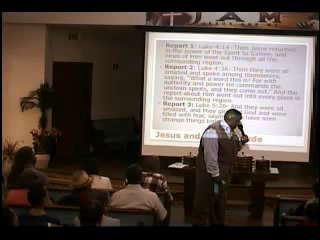 AM
Report 1: Luke 4:14- Then Jesus returned
in the power of the Spirit to Galilee, and
news of Him went out through all the
surrounding region.
Report 2: Luke 4:36- Then they were all
amazed and spoke among themselves,
saying, "What a word this is! For with
authority and power He commands the
unclean spirits, and they come out." And the
report about Him went out into every place in
the surrounding region.
Report 3: Luke 5:26- And they were all
amazed, and they glorified God and were
filled with fear, saying, have seen
strange things
Jesus and